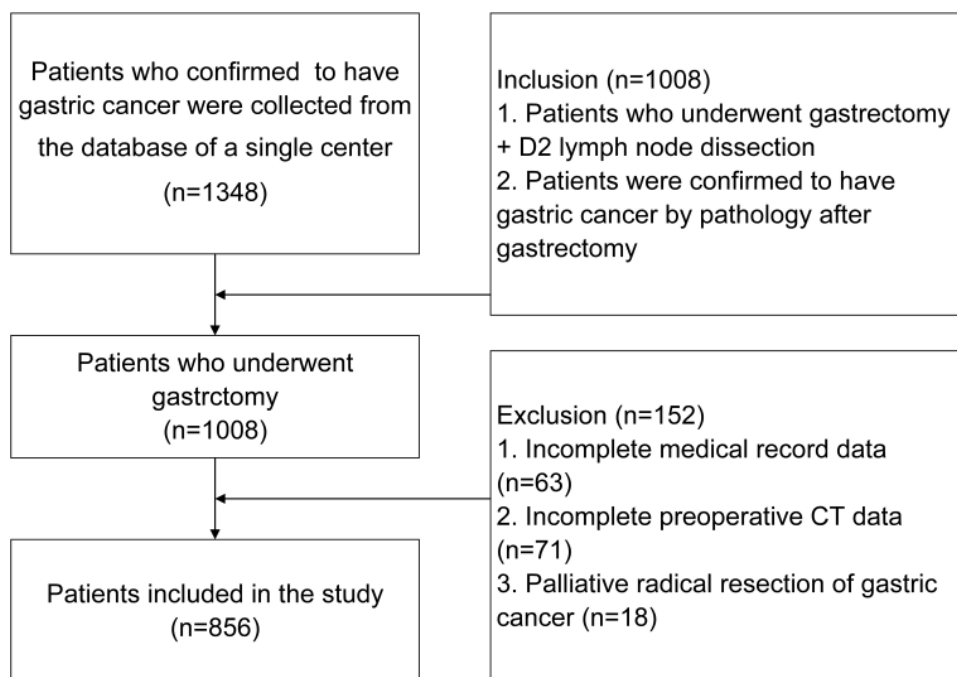 Patients who confirmed to have
gastric cancer were collected from
the database of a single center
(n=1348)
Inclusion (n=1008)
1. Patients who underwent gastrectomy
+ D2 lymph node dissection
2. Patients were confirmed to have
gastric cancer by pathology after
gastrectomy
Patients who underwent
gastrctomy
(n=1008)
Exclusion (n=152)
1. Incomplete medical record data
(n=63)
2. Incomplete preoperative CT data
(n=71)
3. Palliative radical resection of gastric
cancer (n=18)
Patients included in the study
(n=856)